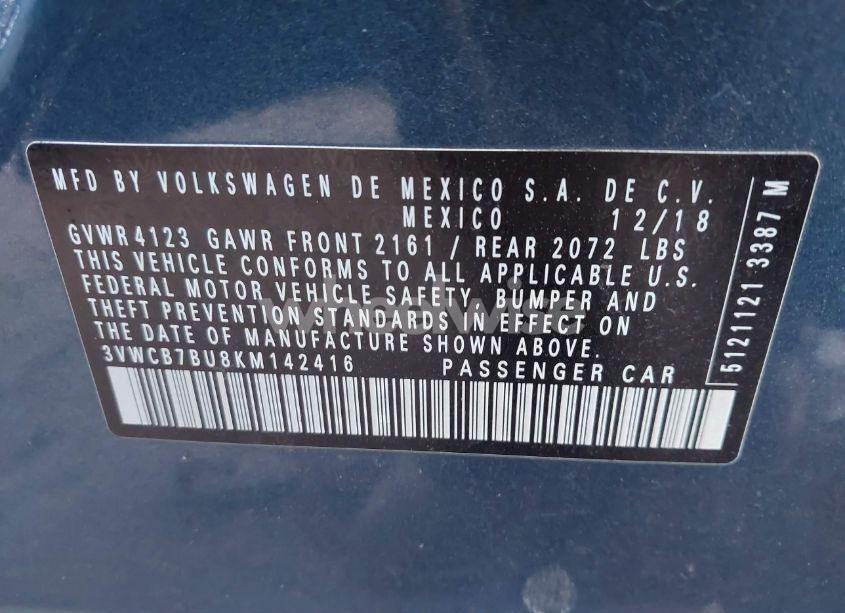 MFD BY VOLKSWAGEN DE MEXICO S.A. DE C.V.
MEXICO 12/18
GVWR 4123 GAWR FRONT 2161 / REAR 2072 LBS
THIS VEHICLE CONFORMS TO ALL APPLICABLE U.S.
FEDERAL MOTOR VEHICLE SAFETY, BUMPER AND
THEFT PREVENTION STANDARDS IN EFFECT ON
THE DATE OF MANUFACTURE SHOWN ABOVE.
3VWCB7BU8KM142416 PASSENGER CAR
5121121 3387 M